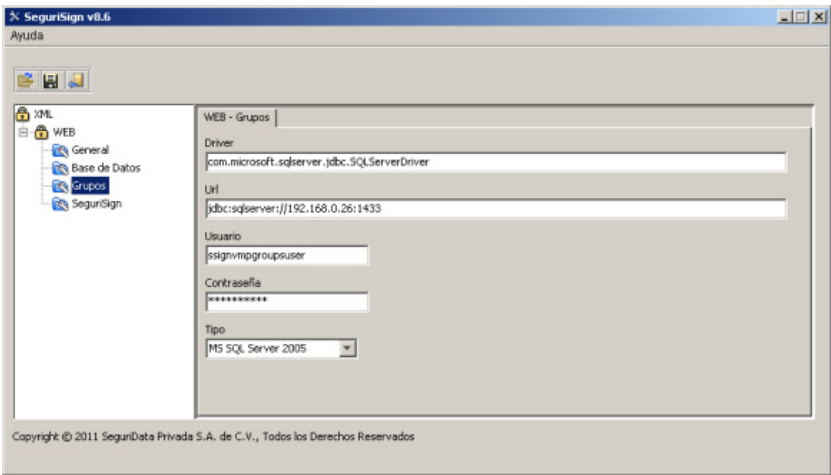 SeguriSign v8.6
Ayuda
XML
WEB
General
Base de Datos
Grupos
SeguriSign
WEB - Grupos
Driver
com.microsoft.sqlserver.jdbc.SQLServerDriver
Url
jdbc:sqlserver://192.168.0.26:1433
Usuario
ssignvmpgroupsuser
Contraseña
**********
Tipo
MS SQL Server 2005
Copyright © 2011 SeguriData Privada S.A. de C.V., Todos los Derechos Reservados